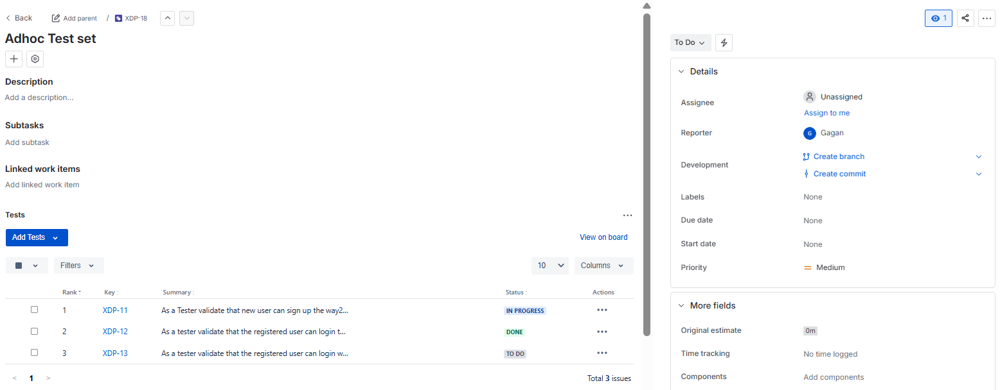 Back Add parent / XDP-18
Adhoc Test set
Description
Add a description...
Subtasks
Add subtask
Linked work items
Add linked work item
Tests
Add Tests
View on board
Filters
10
Columns
Rank Key Summary Status Actions
1 XDP-11 As a Tester validate that new user can sign up the way2... IN PROGRESS
2 XDP-12 As a tester validate that the registered user can login t... DONE
3 XDP-13 As a tester validate that the registered user can login w... TO DO
< 1 >
Total 3 issues
1
To Do
Details
Assignee
Unassigned
Assign to me
Reporter
G Gagan
Development
Create branch
Create commit
Labels None
Due date None
Start date None
Priority Medium
More fields
Original estimate 0m
Time tracking No time logged
Components Add components